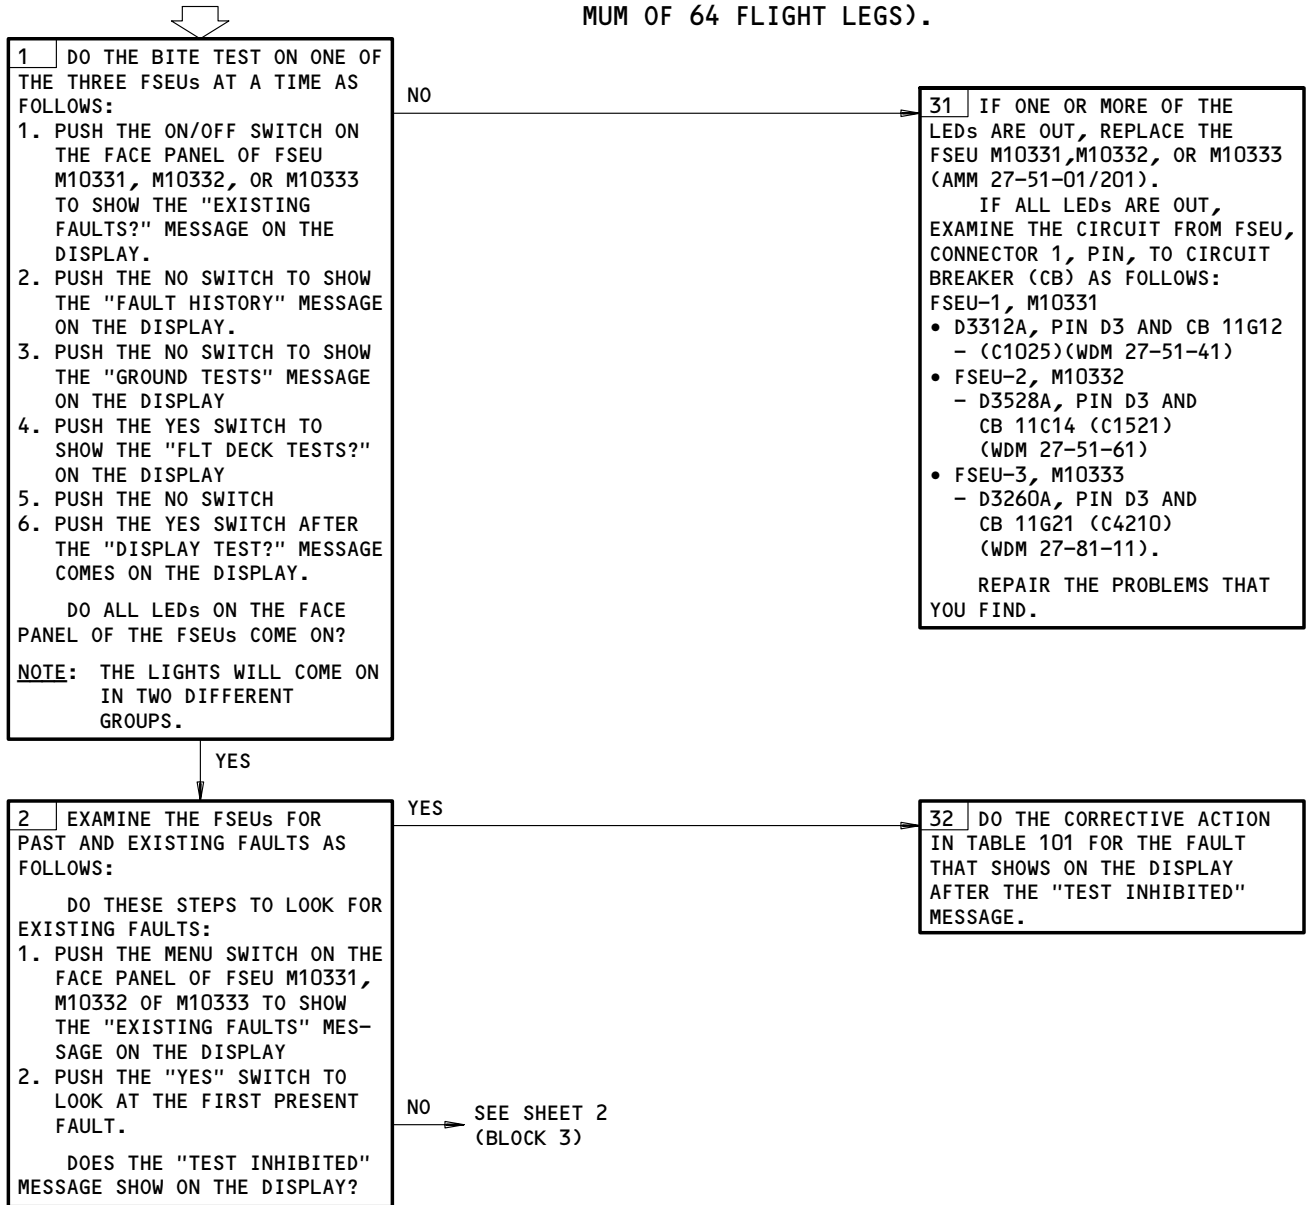 MUM OF 64 FLIGHT LEGS).
1 DO THE BITE TEST ON ONE OF
THE THREE FSEUs AT A TIME AS
FOLLOWS:
1. PUSH THE ON/OFF SWITCH ON
THE FACE PANEL OF FSEU
M10331, M10332, OR M10333
TO SHOW THE "EXISTING
FAULTS?" MESSAGE ON THE
DISPLAY.
2. PUSH THE NO SWITCH TO SHOW
THE "FAULT HISTORY" MESSAGE
ON THE DISPLAY.
3. PUSH THE NO SWITCH TO SHOW
THE "GROUND TESTS" MESSAGE
ON THE DISPLAY
4. PUSH THE YES SWITCH TO
SHOW THE "FLT DECK TESTS?"
ON THE DISPLAY
5. PUSH THE NO SWITCH
6. PUSH THE YES SWITCH AFTER
THE "DISPLAY TEST?" MESSAGE
COMES ON THE DISPLAY.
DO ALL LEDs ON THE FACE
PANEL OF THE FSEUs COME ON?
NOTE: THE LIGHTS WILL COME ON
IN TWO DIFFERENT
GROUPS.
NO
31 IF ONE OR MORE OF THE
LEDs ARE OUT, REPLACE THE
FSEU M10331,M10332, OR M10333
(AMM 27-51-01/201).
IF ALL LEDs ARE OUT,
EXAMINE THE CIRCUIT FROM FSEU,
CONNECTOR 1, PIN, TO CIRCUIT
BREAKER (CB) AS FOLLOWS:
FSEU-1, M10331
• D3312A, PIN D3 AND CB 11G12
- (C1025)(WDM 27-51-41)
• FSEU-2, M10332
- D3528A, PIN D3 AND
CB 11C14 (C1521)
(WDM 27-51-61)
• FSEU-3, M10333
- D3260A, PIN D3 AND
CB 11G21 (C4210)
(WDM 27-81-11).
REPAIR THE PROBLEMS THAT
YOU FIND.
YES
2 EXAMINE THE FSEUs FOR
PAST AND EXISTING FAULTS AS
FOLLOWS:
DO THESE STEPS TO LOOK FOR
EXISTING FAULTS:
1. PUSH THE MENU SWITCH ON THE
FACE PANEL OF FSEU M10331,
M10332 OF M10333 TO SHOW
THE "EXISTING FAULTS" MES-
SAGE ON THE DISPLAY
2. PUSH THE "YES" SWITCH TO
LOOK AT THE FIRST PRESENT
FAULT.
DOES THE "TEST INHIBITED"
MESSAGE SHOW ON THE DISPLAY?
YES
32 DO THE CORRECTIVE ACTION
IN TABLE 101 FOR THE FAULT
THAT SHOWS ON THE DISPLAY
AFTER THE "TEST INHIBITED"
MESSAGE.
NO
SEE SHEET 2
(BLOCK 3)